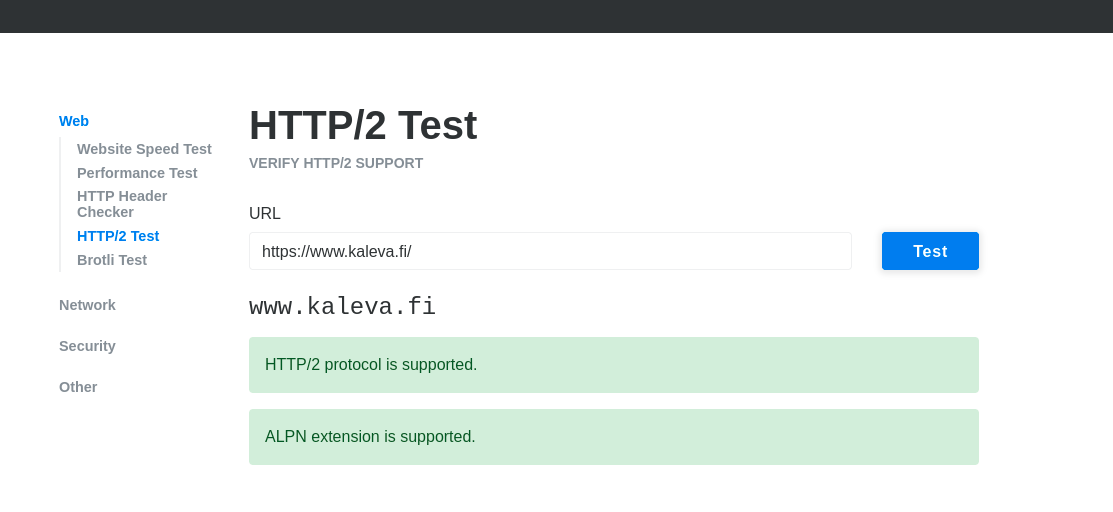 Web
Website Speed Test
Performance Test
HTTP Header
Checker
HTTP/2 Test
Brotli Test
Network
Security
Other
HTTP/2 Test
VERIFY HTTP/2 SUPPORT
URL
https://www.kaleva.fi/
Test
www.kaleva.fi
HTTP/2 protocol is supported.
ALPN extension is supported.